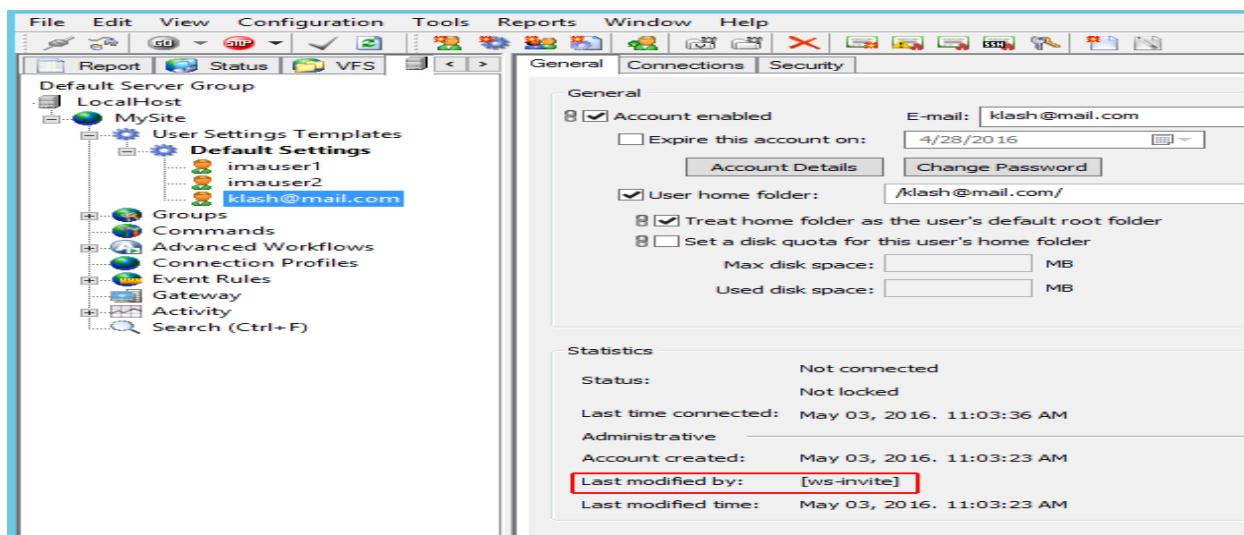 File Edit View Configuration Tools Reports Window Help
GO STOP SSH
Report Status VFS < >
Default Server Group
LocalHost
MySite
User Settings Templates
Default Settings
imauser1
imauser2
klash@mail.com
Groups
Commands
Advanced Workflows
Connection Profiles
Event Rules
Gateway
Activity
Search (Ctrl+F)
General Connections Security
General
Account enabled
E-mail: klash@mail.com
Expire this account on: 4/28/2016
Account Details Change Password
User home folder: /klash@mail.com/
Treat home folder as the user's default root folder
Set a disk quota for this user's home folder
Max disk space: MB
Used disk space: MB
Statistics
Status: Not connected
Not locked
Last time connected: May 03, 2016. 11:03:36 AM
Administrative
Account created: May 03, 2016. 11:03:23 AM
Last modified by: [ws-invite]
Last modified time: May 03, 2016. 11:03:23 AM